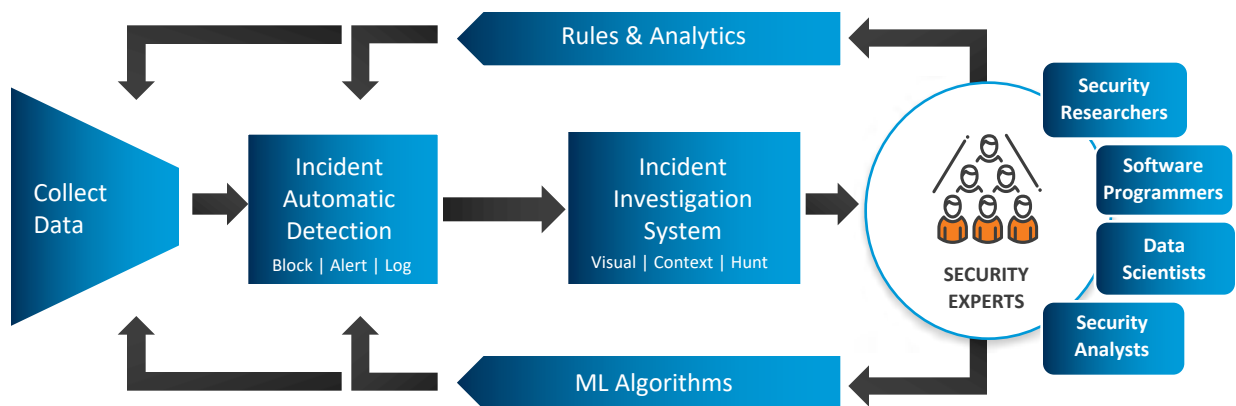 Rules & Analytics
Collect
Data
Incident
Automatic
Detection
Block | Alert | Log
Incident
Investigation
System
Visual | Context | Hunt
SECURITY
EXPERTS
Security
Researchers
Software
Programmers
Data
Scientists
Security
Analysts
ML Algorithms